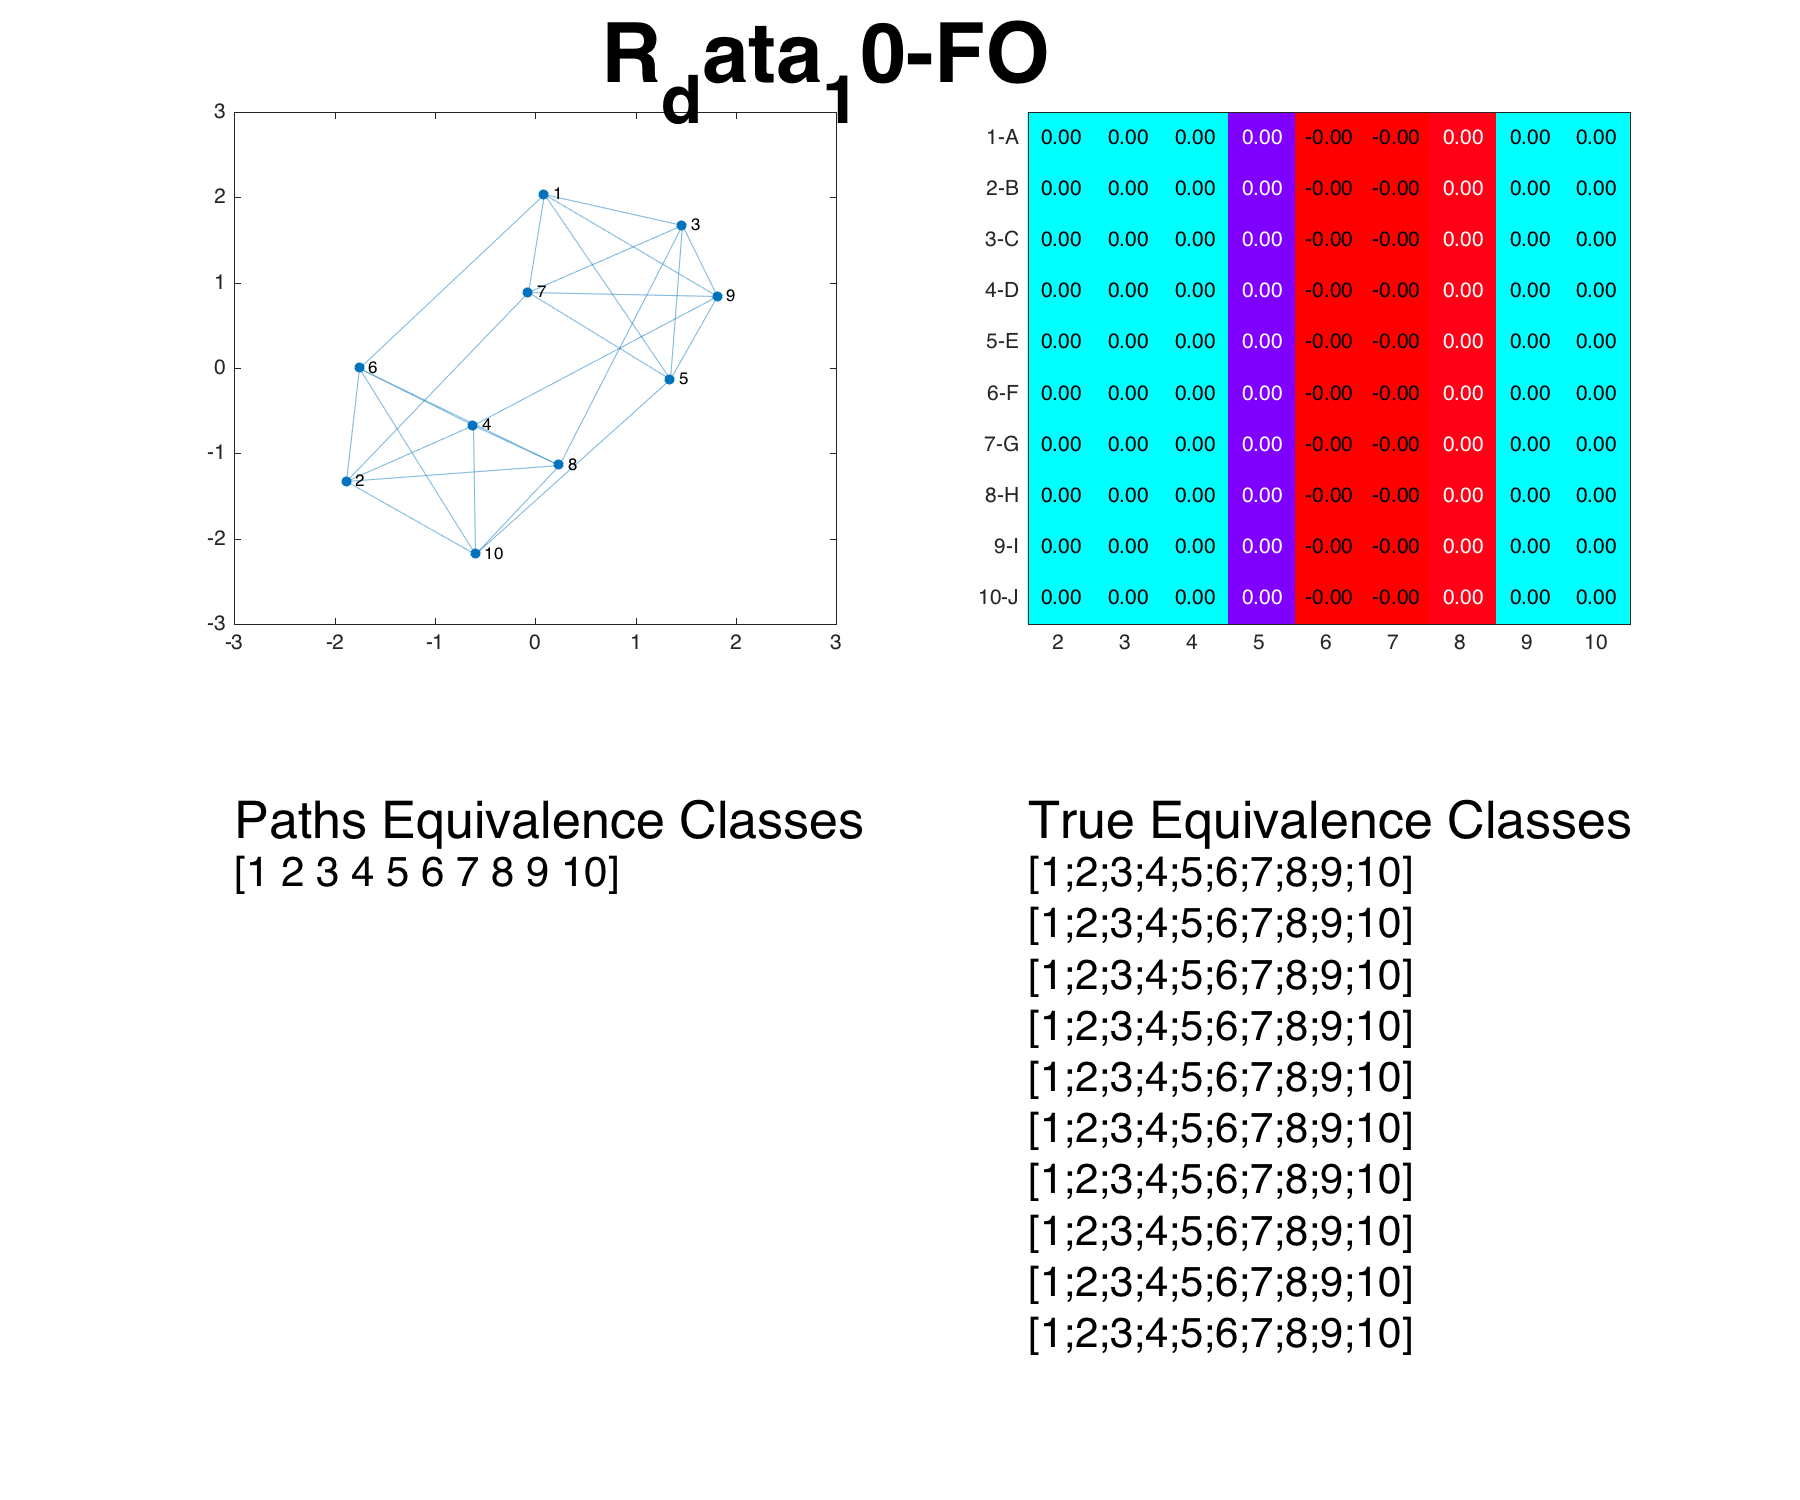 R_data_10-FO
3
2
1
0
-1
-2
-3
-3 -2 -1 0 1 2 3
1
3
7
9
6
5
4
8
2
10
1-A 0.00 0.00 0.00 0.00 -0.00 -0.00 0.00 0.00 0.00
2-B 0.00 0.00 0.00 0.00 -0.00 -0.00 0.00 0.00 0.00
3-C 0.00 0.00 0.00 0.00 -0.00 -0.00 0.00 0.00 0.00
4-D 0.00 0.00 0.00 0.00 -0.00 -0.00 0.00 0.00 0.00
5-E 0.00 0.00 0.00 0.00 -0.00 -0.00 0.00 0.00 0.00
6-F 0.00 0.00 0.00 0.00 -0.00 -0.00 0.00 0.00 0.00
7-G 0.00 0.00 0.00 0.00 -0.00 -0.00 0.00 0.00 0.00
8-H 0.00 0.00 0.00 0.00 -0.00 -0.00 0.00 0.00 0.00
9-I 0.00 0.00 0.00 0.00 -0.00 -0.00 0.00 0.00 0.00
10-J 0.00 0.00 0.00 0.00 -0.00 -0.00 0.00 0.00 0.00
2 3 4 5 6 7 8 9 10
Paths Equivalence Classes
[1 2 3 4 5 6 7 8 9 10]
True Equivalence Classes
[1;2;3;4;5;6;7;8;9;10]
[1;2;3;4;5;6;7;8;9;10]
[1;2;3;4;5;6;7;8;9;10]
[1;2;3;4;5;6;7;8;9;10]
[1;2;3;4;5;6;7;8;9;10]
[1;2;3;4;5;6;7;8;9;10]
[1;2;3;4;5;6;7;8;9;10]
[1;2;3;4;5;6;7;8;9;10]
[1;2;3;4;5;6;7;8;9;10]
[1;2;3;4;5;6;7;8;9;10]